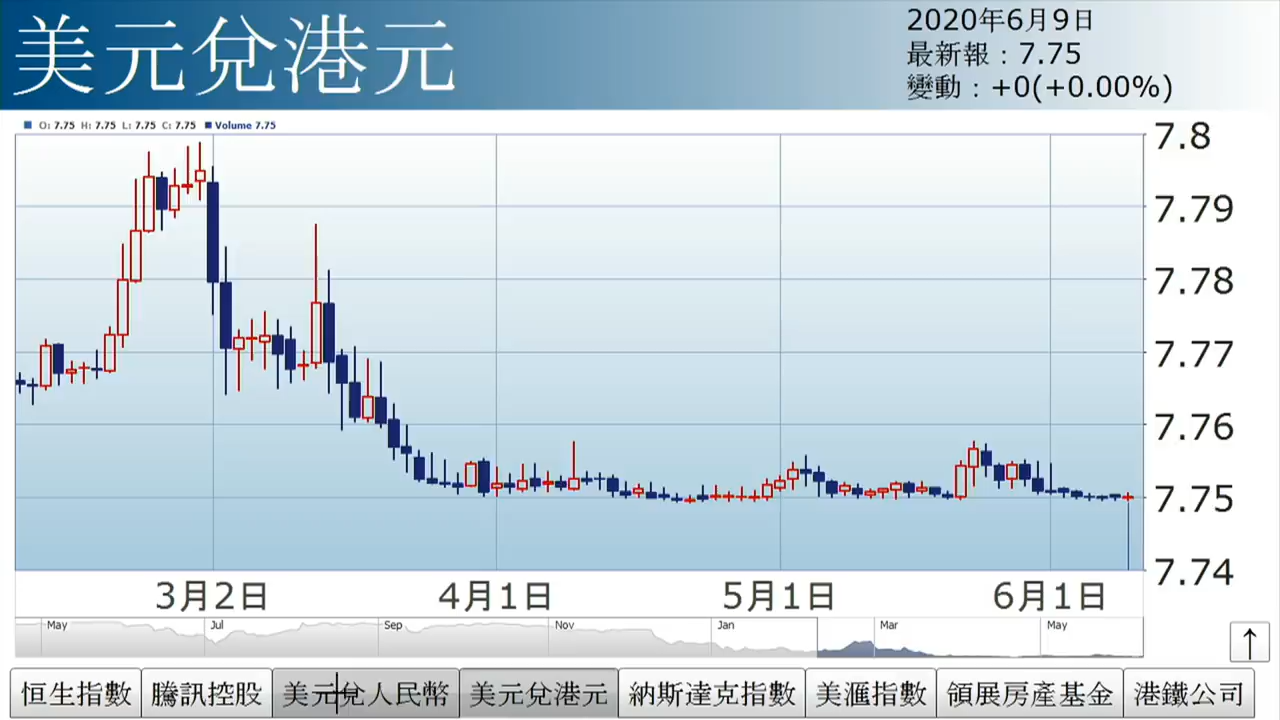 美元兌港元
2020年6月9日
最新報：7.75
變動：+0(+0.00%)
O: 7.75 H: 7.75 L: 7.75 C: 7.75 Volume 7.75
7.8
7.79
7.78
7.77
7.76
7.75
7.74
3月2日 4月1日 5月1日 6月1日
May Jul Sep Nov Jan Mar May
↑
恒生指數 騰訊控股 美元兌人民幣 美元兌港元 納斯達克指數 美滙指數 領展房產基金 港鐵公司